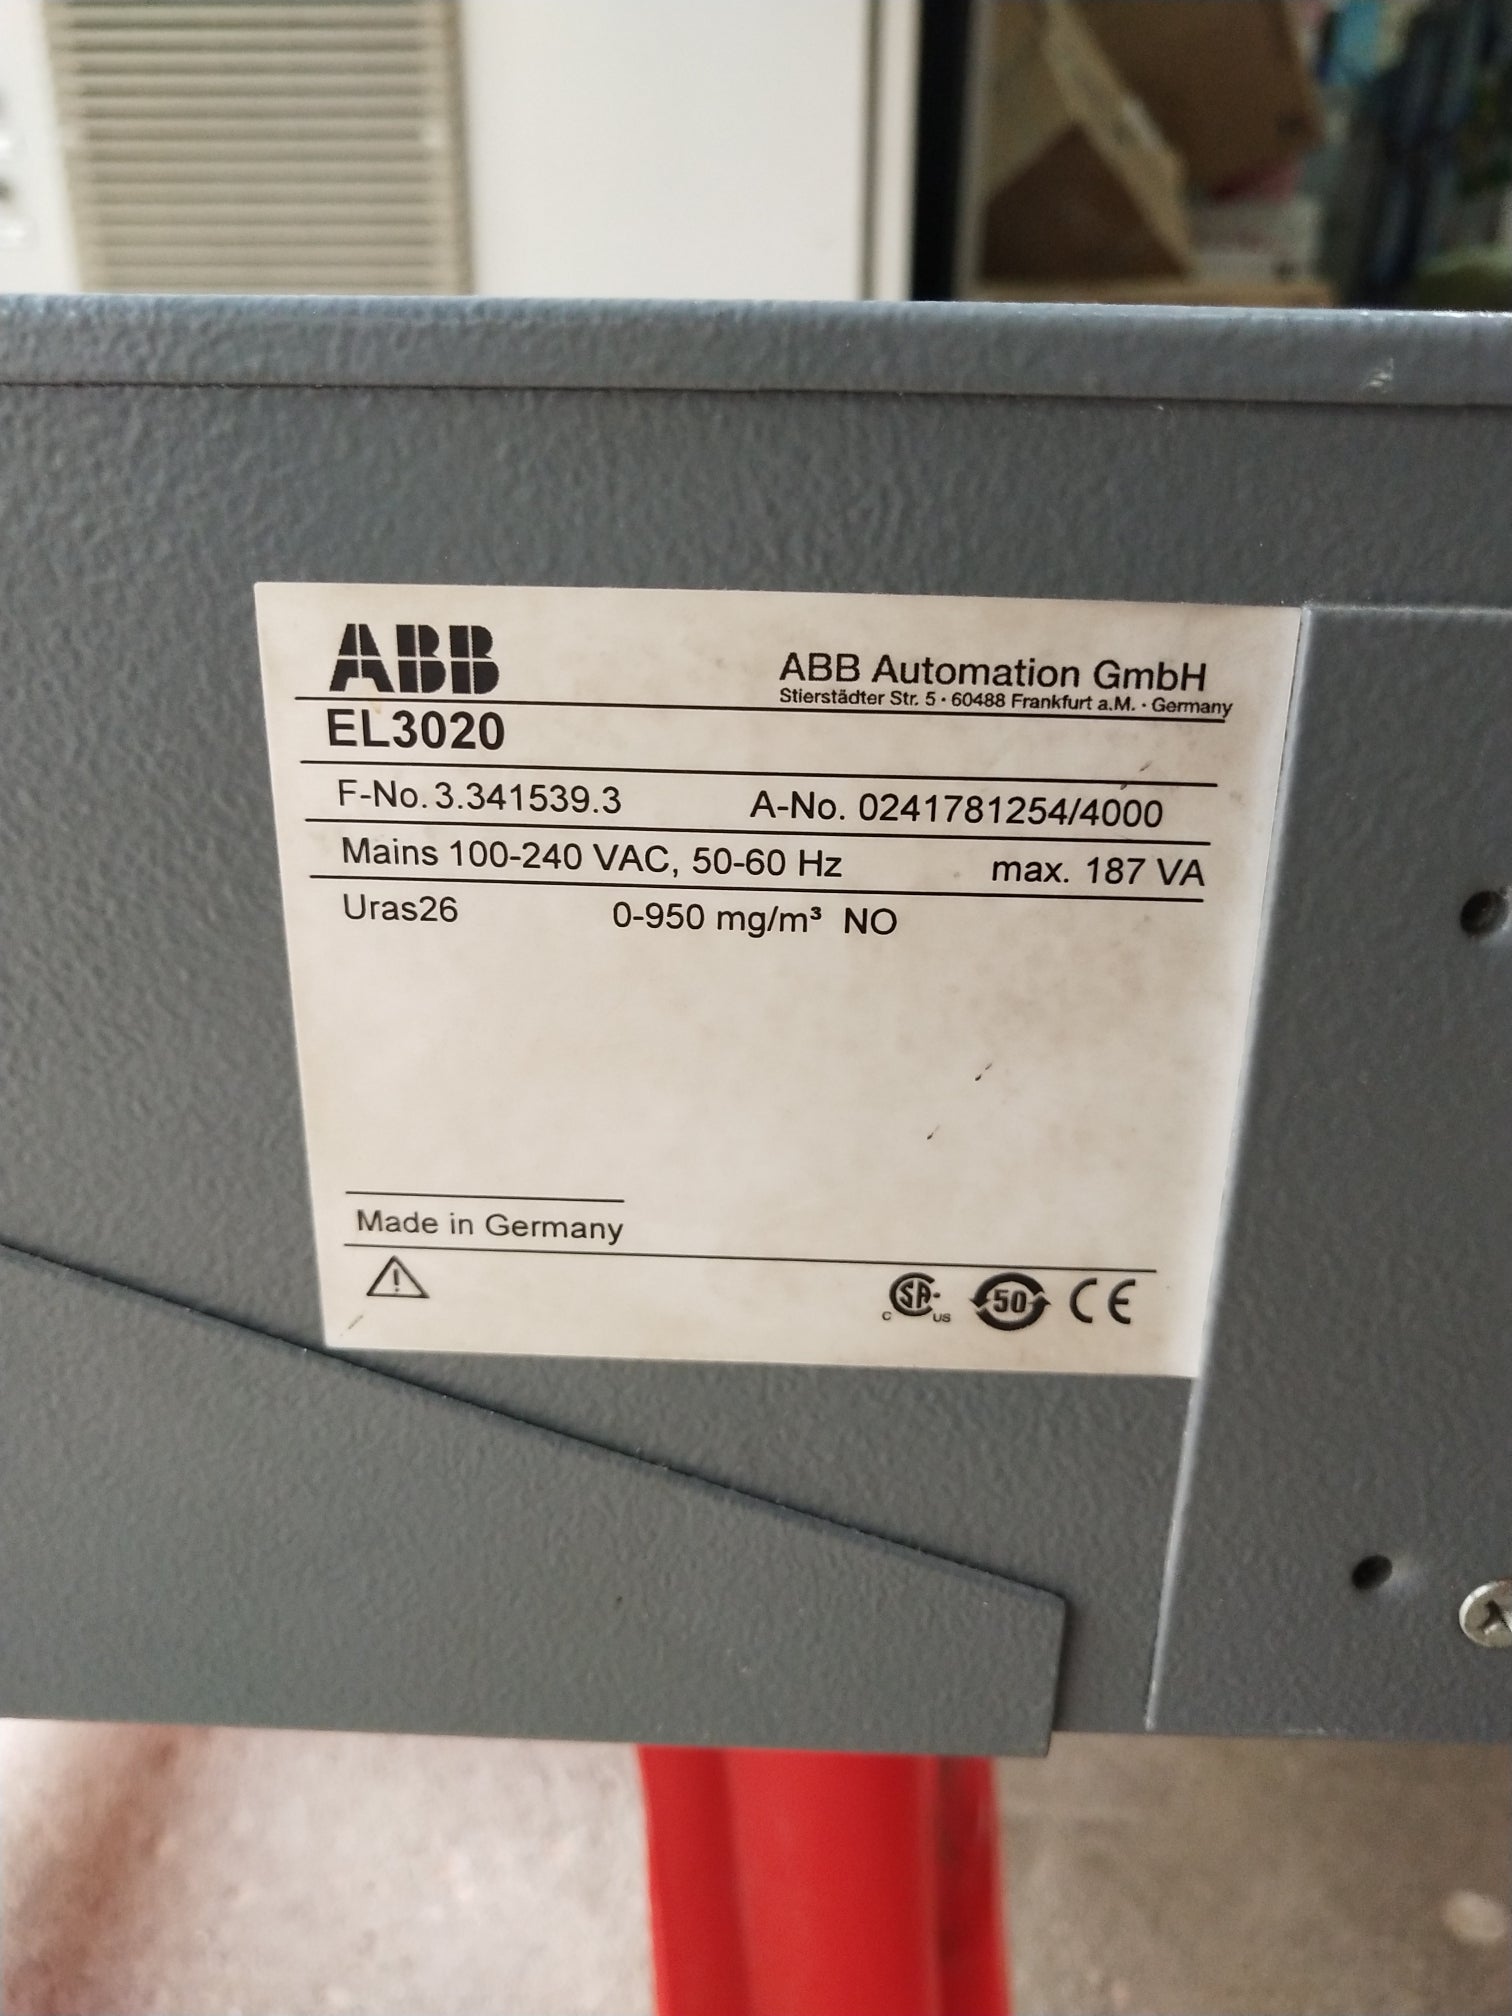 ABB
ABB Automation GmbH
Stierstädter Str. 5 · 60488 Frankfurt a.M. · Germany
EL3020
F-No. 3.341539.3 A-No. 0241781254/4000
Mains 100-240 VAC, 50-60 Hz max. 187 VA
Uras26 0-950 mg/m³ NO
Made in Germany
C SA US 50 CE